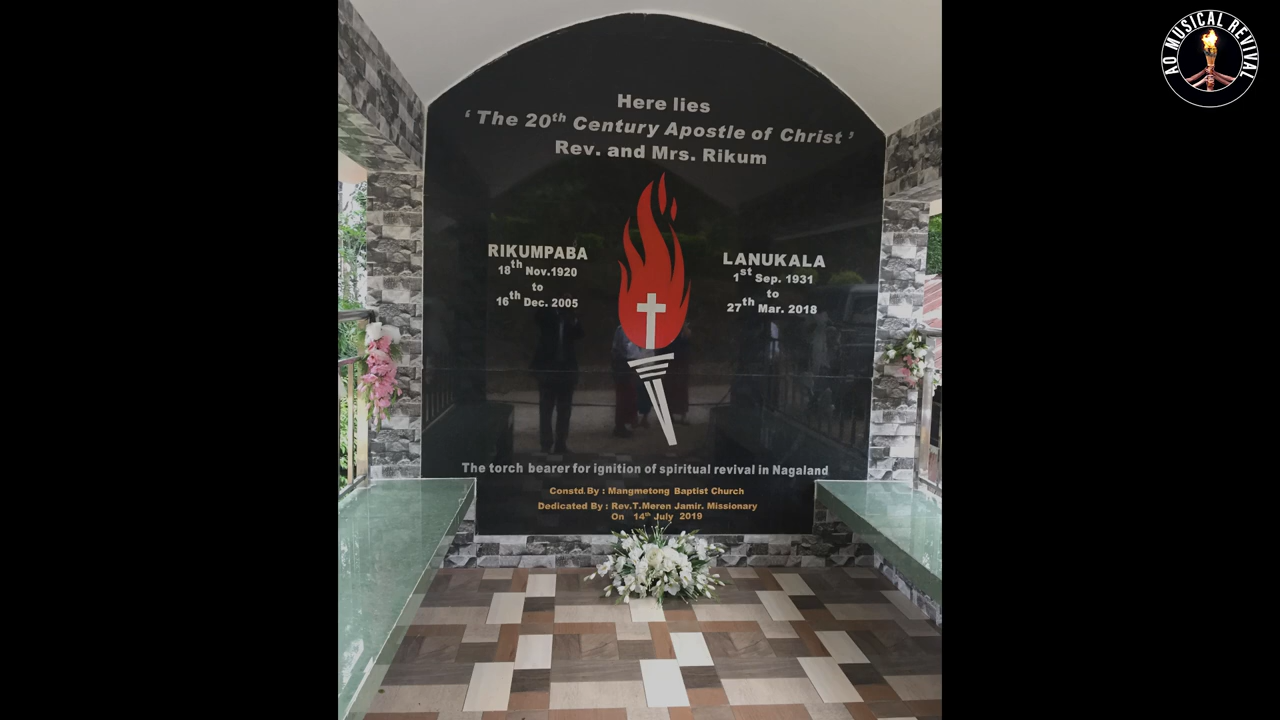 Here lies
‘ The 20th Century Apostle of Christ ’
Rev. and Mrs. Rikum
RIKUMPABA
18th Nov.1920
to
16th Dec. 2005
LANUKALA
1st Sep. 1931
to
27th Mar. 2018
The torch bearer for ignition of spiritual revival in Nagaland
Constd.By : Mangmetong Baptist Church
Dedicated By : Rev.T.Meren Jamir. Missionary
On 14th July 2019
AO MUSICAL REVIVAL